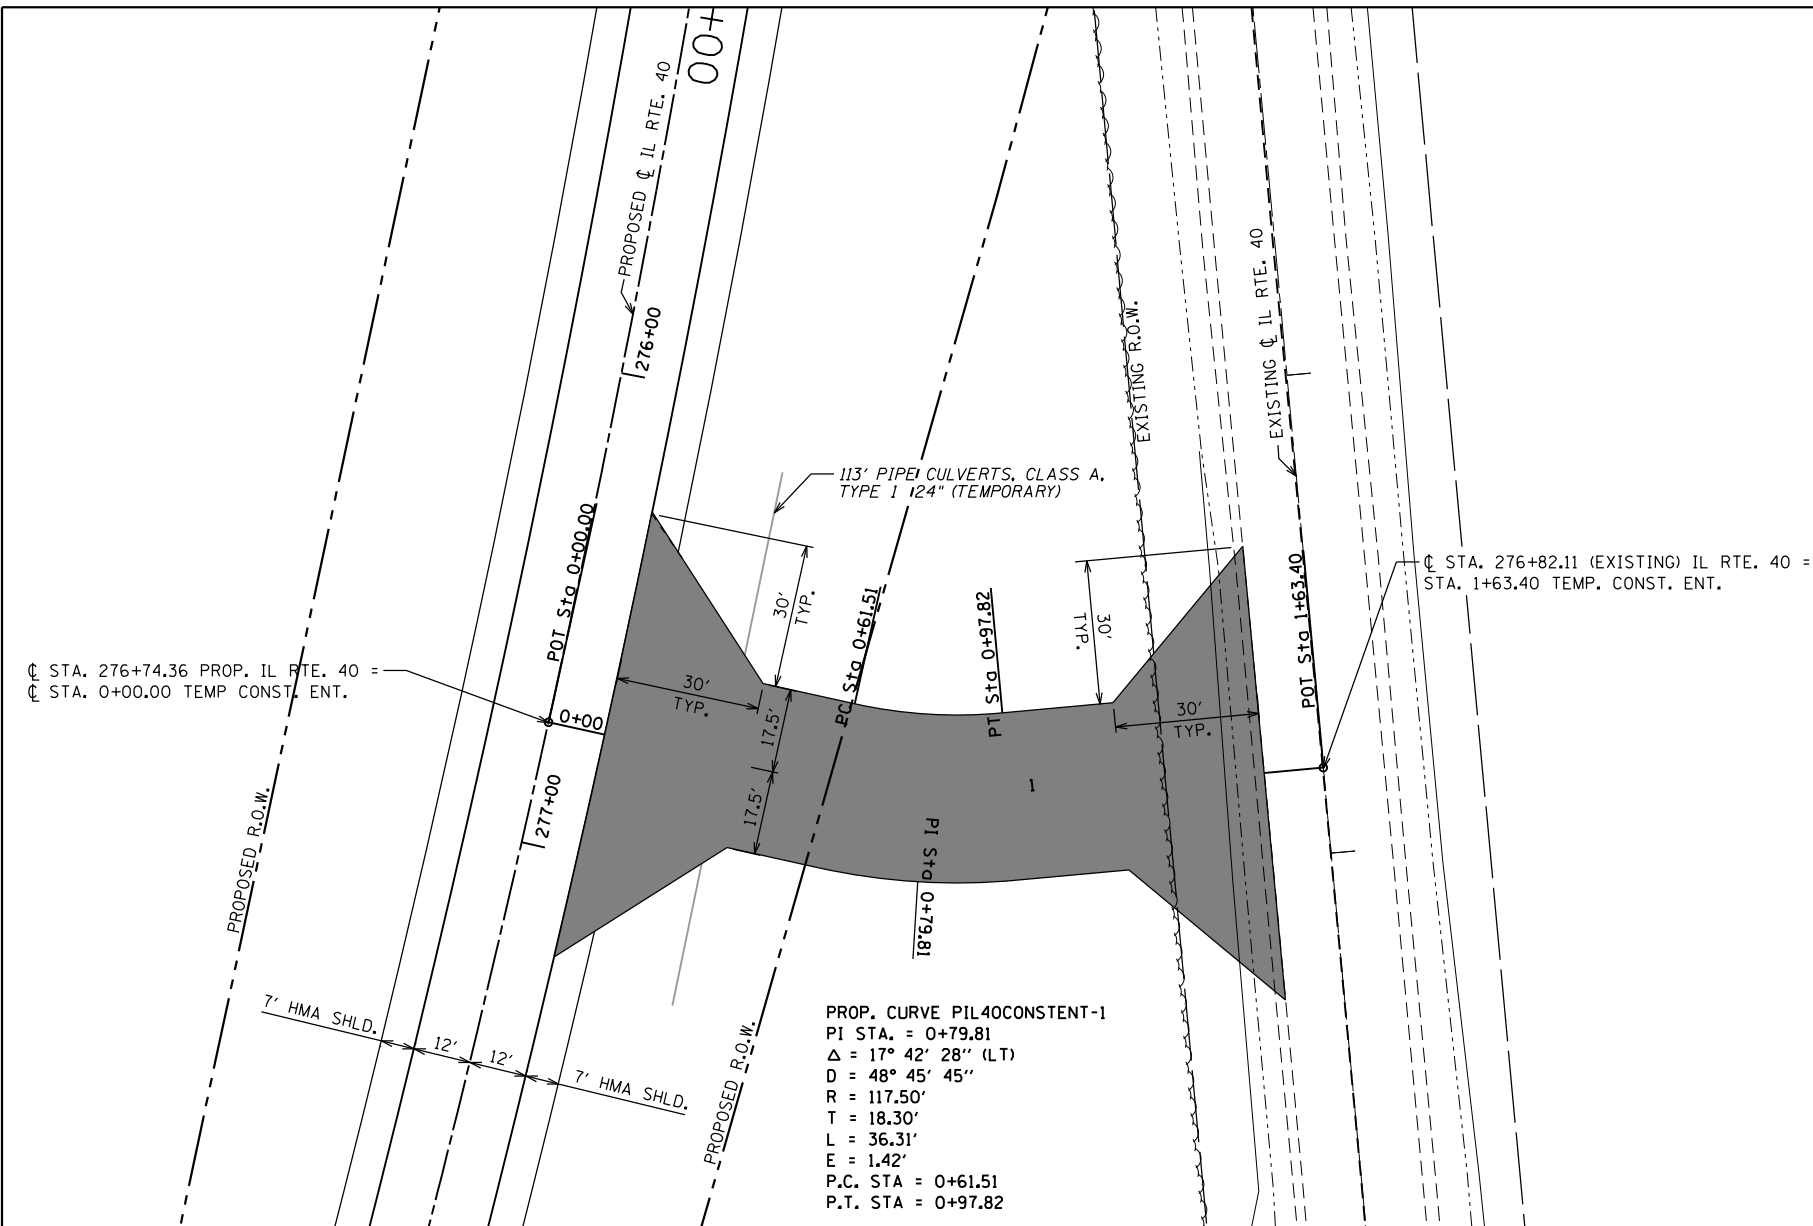 00+
PROPOSED ℄ IL RTE. 40
276+00
EXISTING R.O.W.
EXISTING ℄ IL RTE. 40
113' PIPE CULVERTS, CLASS A,
TYPE 1 24" (TEMPORARY)
POT Sta 0+00.00
30'
TYP.
PC Sta 0+61.51
PT Sta 0+97.82
30'
TYP.
POT Sta 1+63.40
℄ STA. 276+82.11 (EXISTING) IL RTE. 40 =
STA. 1+63.40 TEMP. CONST. ENT.
℄ STA. 276+74.36 PROP. IL RTE. 40 =
℄ STA. 0+00.00 TEMP CONST. ENT.
30'
TYP.
30'
TYP.
0+00
17.5'
17.5'
1
277+00
PI Sta 0+79.81
PROPOSED R.O.W.
7' HMA SHLD.
12'
12'
7' HMA SHLD.
PROPOSED R.O.W.
PROP. CURVE PIL40CONSTENT-1
PI STA. = 0+79.81
Δ = 17° 42' 28" (LT)
D = 48° 45' 45"
R = 117.50'
T = 18.30'
L = 36.31'
E = 1.42'
P.C. STA = 0+61.51
P.T. STA = 0+97.82